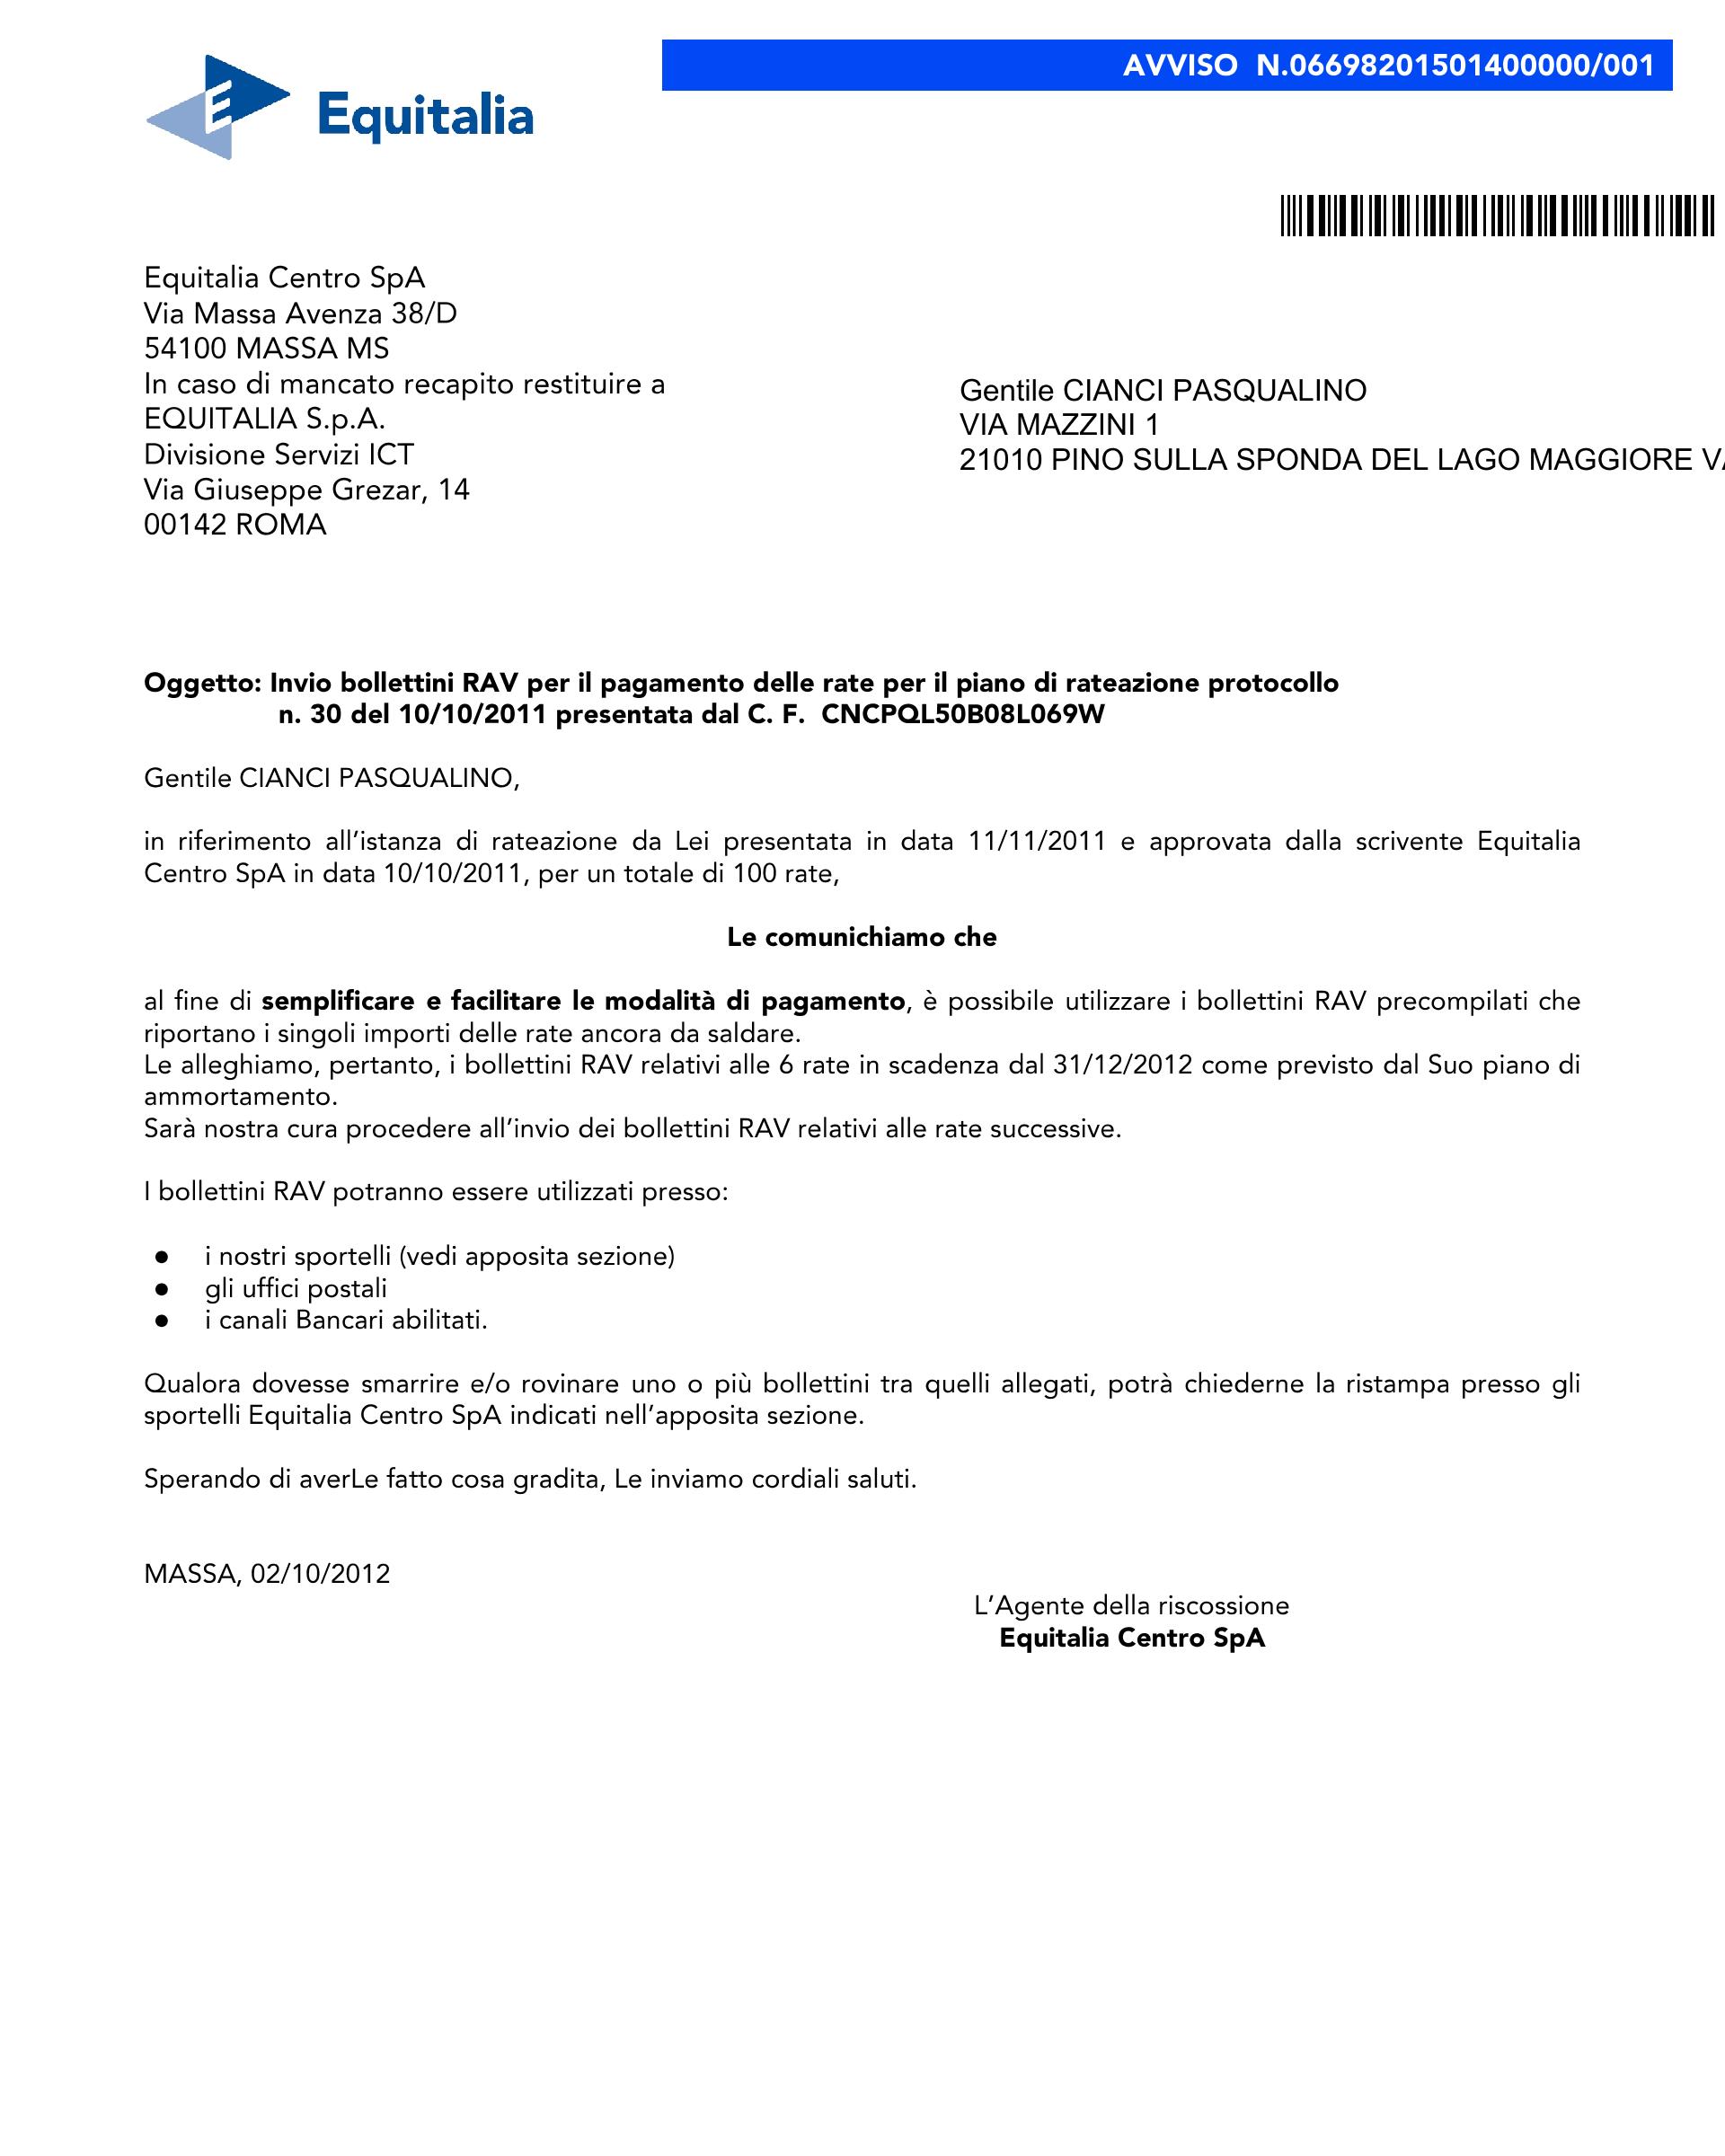 AVVISO N.06698201501400000/001
Equitalia
Equitalia Centro SpA
Via Massa Avenza 38/D
54100 MASSA MS
In caso di mancato recapito restituire a
EQUITALIA S.p.A.
Divisione Servizi ICT
Via Giuseppe Grezar, 14
00142 ROMA
Gentile CIANCI PASQUALINO
VIA MAZZINI 1
21010 PINO SULLA SPONDA DEL LAGO MAGGIORE
Oggetto: Invio bollettini RAV per il pagamento delle rate per il piano di rateazione protocollo
n. 30 del 10/10/2011 presentata dal C. F. CNCPQL50B08L069W
Gentile CIANCI PASQUALINO,
in riferimento all'istanza di rateazione da Lei presentata in data 11/11/2011 e approvata dalla scrivente Equitalia
Centro SpA in data 10/10/2011, per un totale di 100 rate,
Le comunichiamo che
al fine di semplificare e facilitare le modalità di pagamento, è possibile utilizzare i bollettini RAV precompilati che
riportano i singoli importi delle rate ancora da saldare.
Le alleghiamo, pertanto, i bollettini RAV relativi alle 6 rate in scadenza dal 31/12/2012 come previsto dal Suo piano di
ammortamento.
Sarà nostra cura procedere all'invio dei bollettini RAV relativi alle rate successive.
I bollettini RAV potranno essere utilizzati presso:
● i nostri sportelli (vedi apposita sezione)
● gli uffici postali
● i canali Bancari abilitati.
Qualora dovesse smarrire e/o rovinare uno o più bollettini tra quelli allegati, potrà chiederne la ristampa presso gli
sportelli Equitalia Centro SpA indicati nell'apposita sezione.
Sperando di averLe fatto cosa gradita, Le inviamo cordiali saluti.
MASSA, 02/10/2012
L'Agente della riscossione
Equitalia Centro SpA